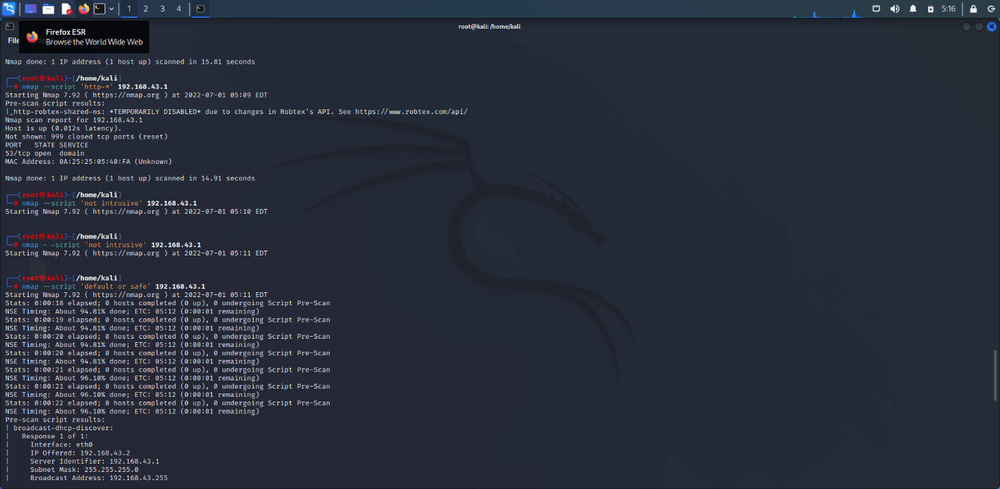 1 2 3 4 5:16
root@kali: /home/kali
Firefox ESR
Browse the World Wide Web
File
Nmap done: 1 IP address (1 host up) scanned in 15.81 seconds
┌──(root㉿kali)-[/home/kali]
└─# nmap --script 'http-*' 192.168.43.1
Starting Nmap 7.92 ( https://nmap.org ) at 2022-07-01 05:09 EDT
Pre-scan script results:
|_http-robtex-shared-ns: *TEMPORARILY DISABLED* due to changes in Robtex's API. See https://www.robtex.com/api/
Nmap scan report for 192.168.43.1
Host is up (0.012s latency).
Not shown: 999 closed tcp ports (reset)
PORT   STATE SERVICE
53/tcp open  domain
MAC Address: 0A:25:25:05:40:FA (Unknown)
Nmap done: 1 IP address (1 host up) scanned in 14.91 seconds
┌──(root㉿kali)-[/home/kali]
└─# nmap --script 'not intrusive' 192.168.43.1
Starting Nmap 7.92 ( https://nmap.org ) at 2022-07-01 05:10 EDT
┌──(root㉿kali)-[/home/kali]
└─# nmap - -script 'not intrusive' 192.168.43.1
Starting Nmap 7.92 ( https://nmap.org ) at 2022-07-01 05:11 EDT
┌──(root㉿kali)-[/home/kali]
└─# nmap --script 'default or safe' 192.168.43.1
Starting Nmap 7.92 ( https://nmap.org ) at 2022-07-01 05:11 EDT
Stats: 0:00:18 elapsed; 0 hosts completed (0 up), 0 undergoing Script Pre-Scan
NSE Timing: About 94.81% done; ETC: 05:12 (0:00:01 remaining)
Stats: 0:00:19 elapsed; 0 hosts completed (0 up), 0 undergoing Script Pre-Scan
NSE Timing: About 94.81% done; ETC: 05:12 (0:00:01 remaining)
Stats: 0:00:20 elapsed; 0 hosts completed (0 up), 0 undergoing Script Pre-Scan
NSE Timing: About 94.81% done; ETC: 05:12 (0:00:01 remaining)
Stats: 0:00:20 elapsed; 0 hosts completed (0 up), 0 undergoing Script Pre-Scan
NSE Timing: About 94.81% done; ETC: 05:12 (0:00:01 remaining)
Stats: 0:00:21 elapsed; 0 hosts completed (0 up), 0 undergoing Script Pre-Scan
NSE Timing: About 96.10% done; ETC: 05:12 (0:00:01 remaining)
Stats: 0:00:21 elapsed; 0 hosts completed (0 up), 0 undergoing Script Pre-Scan
NSE Timing: About 96.10% done; ETC: 05:12 (0:00:01 remaining)
Stats: 0:00:22 elapsed; 0 hosts completed (0 up), 0 undergoing Script Pre-Scan
NSE Timing: About 96.10% done; ETC: 05:12 (0:00:01 remaining)
Pre-scan script results:
| broadcast-dhcp-discover:
|   Response 1 of 1:
|     Interface: eth0
|     IP Offered: 192.168.43.2
|     Server Identifier: 192.168.43.1
|     Subnet Mask: 255.255.255.0
|     Broadcast Address: 192.168.43.255